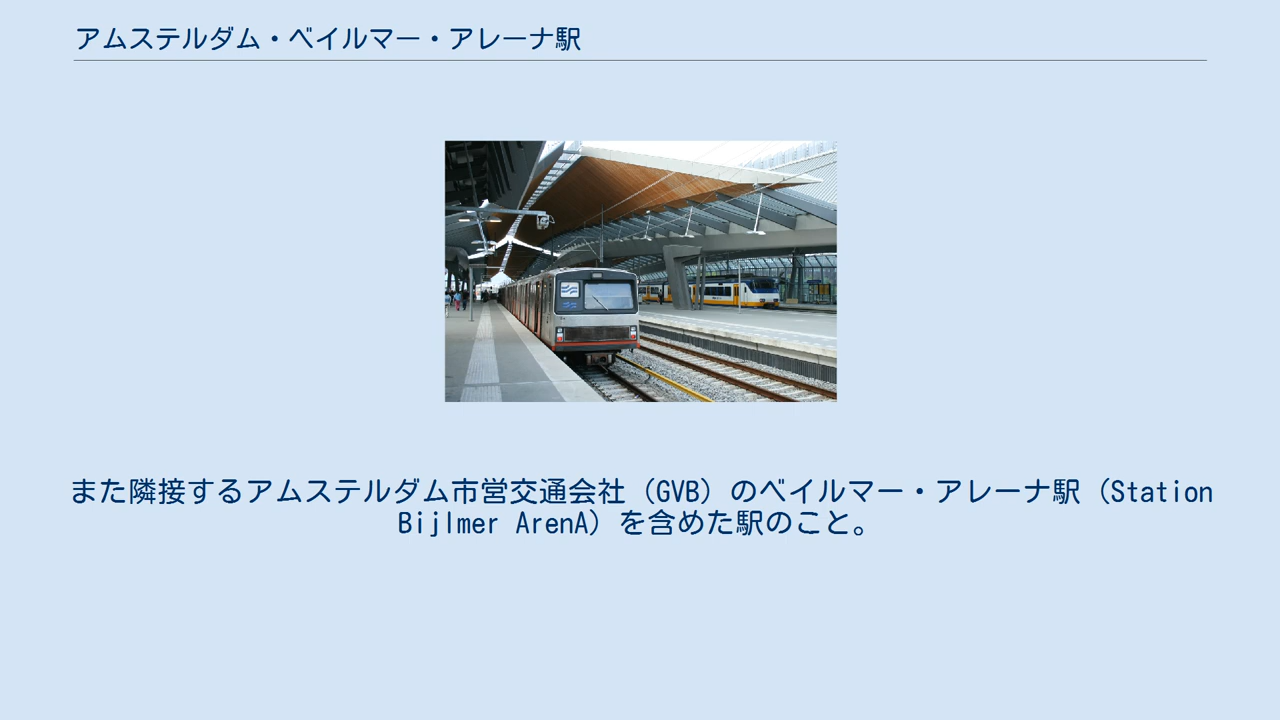 アムステルダム・ベイルマー・アレーナ駅
また隣接するアムステルダム市営交通会社（GVB）のベイルマー・アレーナ駅（Station
Bijlmer ArenA）を含めた駅のこと。